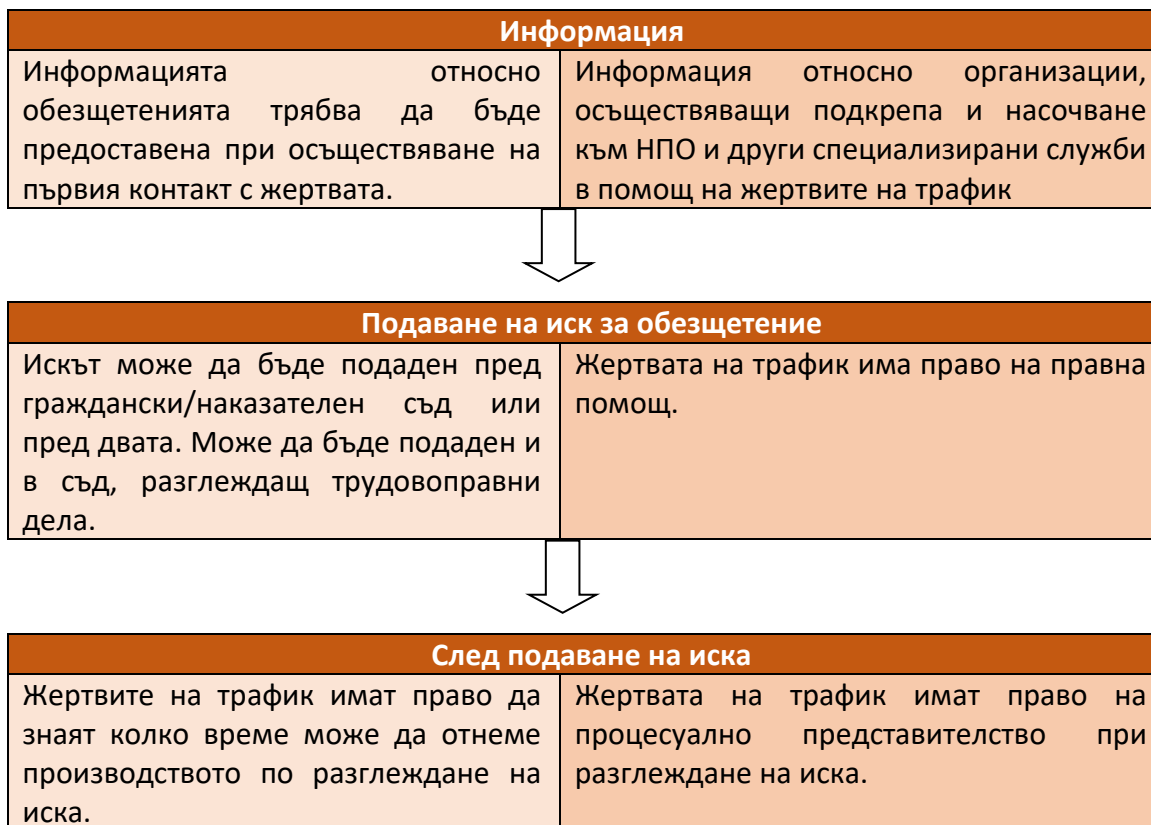 Информация
Информацията относно
обезщетенията трябва да бъде
предоставена при осъществяване на
първия контакт с жертвата.
Информация относно организации,
осъществяващи подкрепа и насочване
към НПО и други специализирани служби
в помощ на жертвите на трафик
Подаване на иск за обезщетение
Искът може да бъде подаден пред
граждански/наказателен съд или
пред двата. Може да бъде подаден и
в съд, разглеждащ трудовоправни
дела.
Жертвата на трафик има право на правна
помощ.
След подаване на иска
Жертвите на трафик имат право да
знаят колко време може да отнеме
производството по разглеждане на
иска.
Жертвата на трафик имат право на
процесуално представителство при
разглеждане на иска.